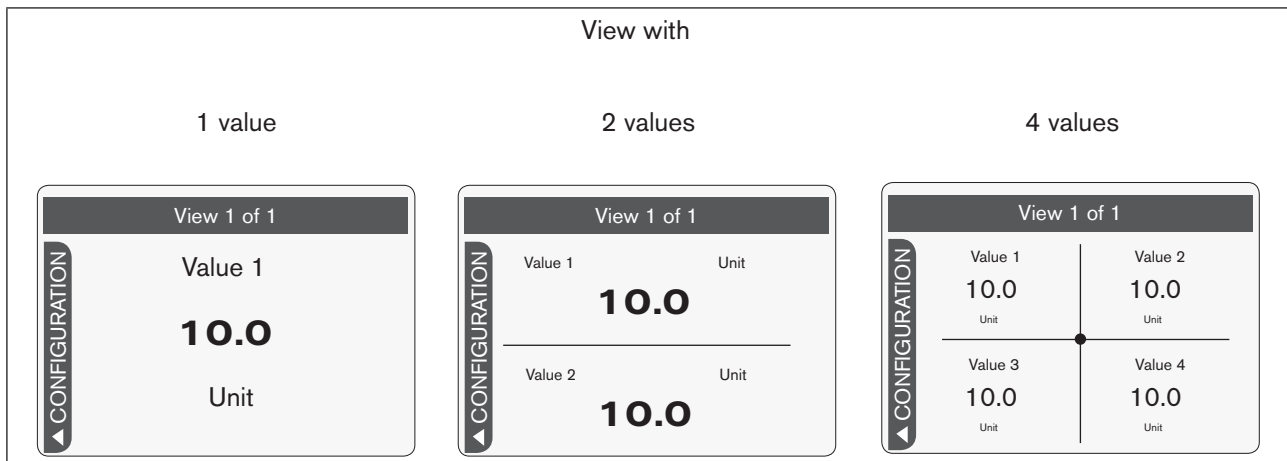 View with
1 value
2 values
4 values
View 1 of 1
CONFIGURATION
Value 1
10.0
Unit
View 1 of 1
CONFIGURATION
Value 1 Unit
10.0
Value 2 Unit
10.0
View 1 of 1
CONFIGURATION
Value 1 Value 2
10.0 10.0
Unit Unit
Value 3 Value 4
10.0 10.0
Unit Unit